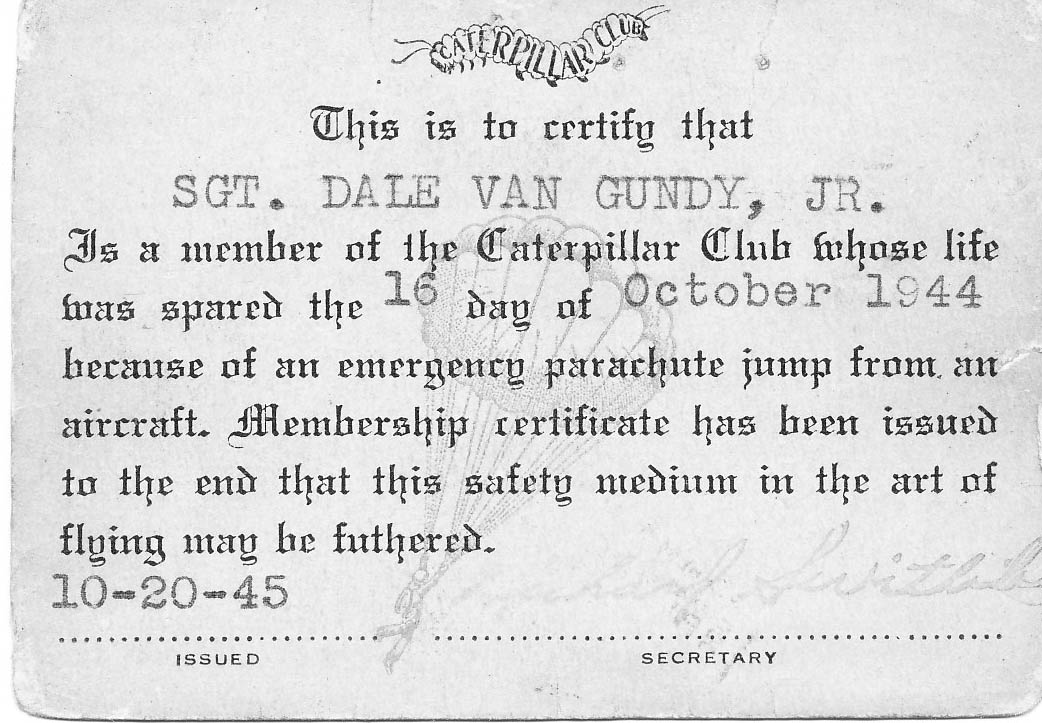 CATERPILLAR CLUB
This is to certify that
SGT. DALE VAN GUNDY, JR.
Is a member of the Caterpillar Club whose life
was spared the 16 day of October 1944
because of an emergency parachute jump from an
aircraft. Membership certificate has been issued
to the end that this safety medium in the art of
flying may be futhered.
10-20-45
ISSUED SECRETARY